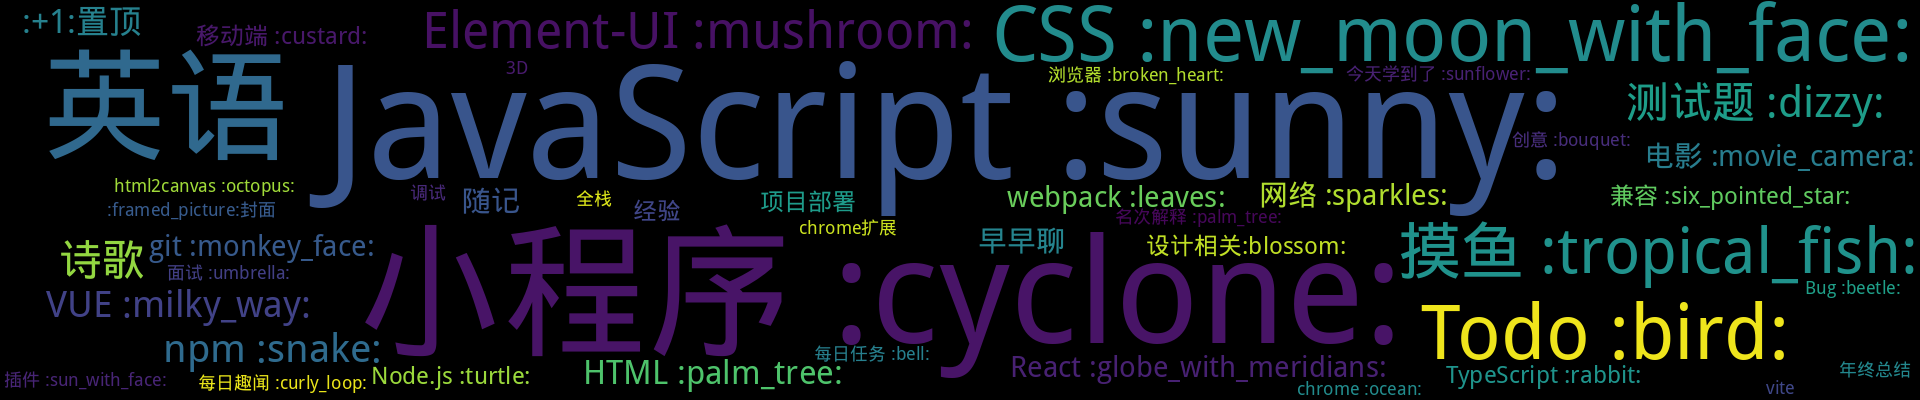 :+1:置顶
移动端 :custard:
Element-UI :mushroom:
CSS :new_moon_with_face:
英语
JavaScript :sunny:
3D
浏览器 :broken_heart:
今天学到了 :sunflower:
测试题 :dizzy:
创意 :bouquet:
电影 :movie_camera:
html2canvas :octopus:
:framed_picture:封面
调试
随记
全栈
经验
项目部署
chrome扩展
webpack :leaves:
网络 :sparkles:
兼容 :six_pointed_star:
名次解释 :palm_tree:
诗歌
git :monkey_face:
面试 :umbrella:
小程序 :cyclone:
早早聊
设计相关:blossom:
摸鱼 :tropical_fish:
Bug :beetle:
VUE :milky_way:
npm :snake:
Todo :bird:
插件 :sun_with_face:
每日趣闻 :curly_loop:
Node.js :turtle:
HTML :palm_tree:
每日任务 :bell:
React :globe_with_meridians:
chrome :ocean:
TypeScript :rabbit:
vite
年终总结